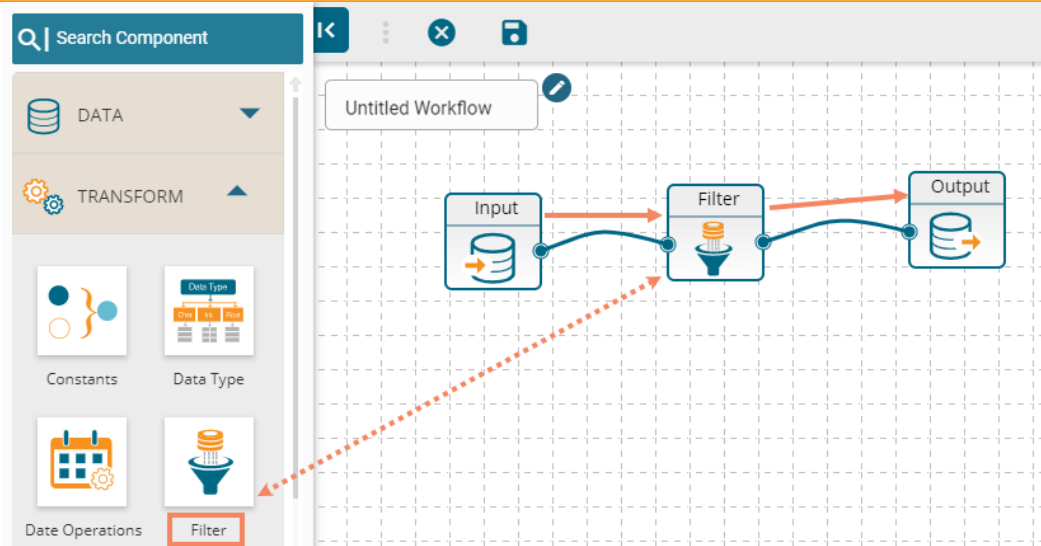 Search Component
DATA
TRANSFORM
Constants
Data Type
Data Type
Char
Int.
Float
Date Operations
Filter
Untitled Workflow
Input
Filter
Output